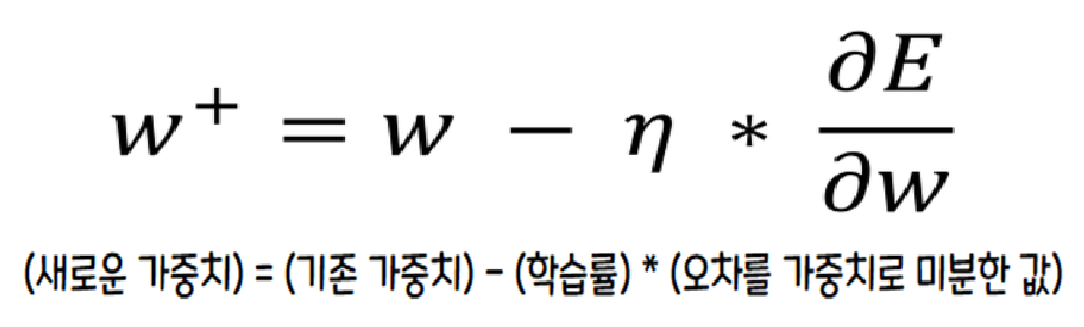 w⁺ = w − η * ∂E/∂w
(새로운 가중치) = (기존 가중치) - (학습률) * (오차를 가중치로 미분한 값)